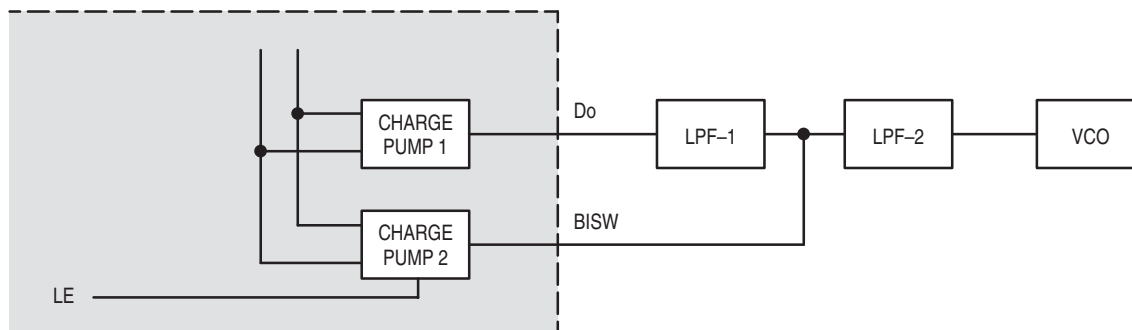 CHARGE
PUMP 1
Do
LPF–1
LPF–2
VCO
CHARGE
PUMP 2
BISW
LE